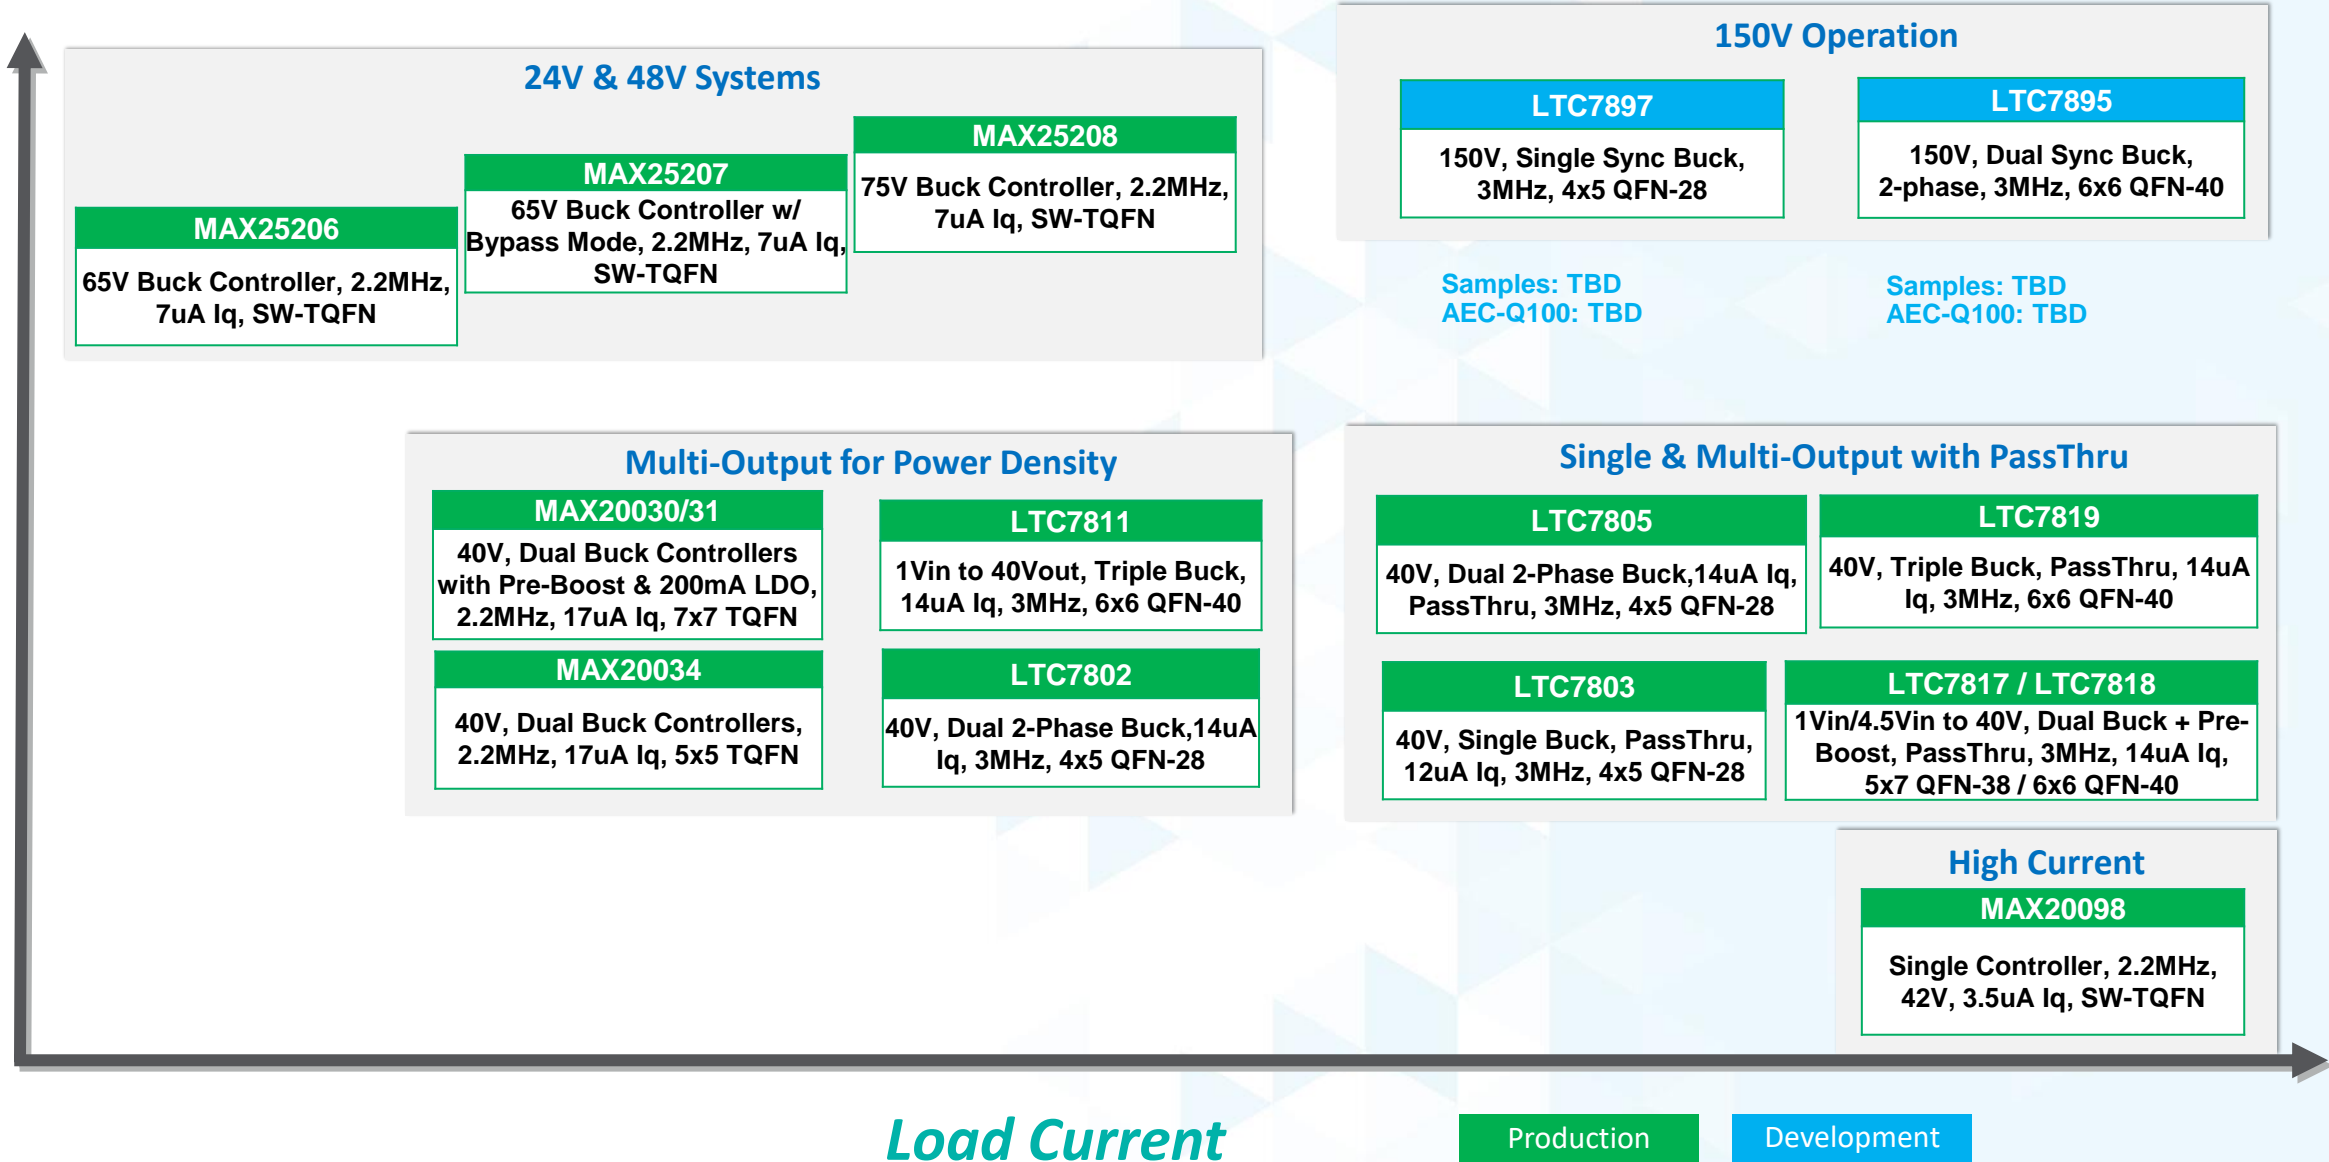 24V & 48V Systems
MAX25206
65V Buck Controller, 2.2MHz,
7uA Iq, SW-TQFN
MAX25207
65V Buck Controller w/
Bypass Mode, 2.2MHz, 7uA Iq,
SW-TQFN
MAX25208
75V Buck Controller, 2.2MHz,
7uA Iq, SW-TQFN
150V Operation
LTC7897
150V, Single Sync Buck,
3MHz, 4x5 QFN-28
LTC7895
150V, Dual Sync Buck,
2-phase, 3MHz, 6x6 QFN-40
Samples: TBD
AEC-Q100: TBD
Samples: TBD
AEC-Q100: TBD
Multi-Output for Power Density
MAX20030/31
40V, Dual Buck Controllers
with Pre-Boost & 200mA LDO,
2.2MHz, 17uA Iq, 7x7 TQFN
LTC7811
1Vin to 40Vout, Triple Buck,
14uA Iq, 3MHz, 6x6 QFN-40
MAX20034
40V, Dual Buck Controllers,
2.2MHz, 17uA Iq, 5x5 TQFN
LTC7802
40V, Dual 2-Phase Buck,14uA
Iq, 3MHz, 4x5 QFN-28
Single & Multi-Output with PassThru
LTC7805
40V, Dual 2-Phase Buck,14uA Iq,
PassThru, 3MHz, 4x5 QFN-28
LTC7819
40V, Triple Buck, PassThru, 14uA
Iq, 3MHz, 6x6 QFN-40
LTC7803
40V, Single Buck, PassThru,
12uA Iq, 3MHz, 4x5 QFN-28
LTC7817 / LTC7818
1Vin/4.5Vin to 40V, Dual Buck + Pre-
Boost, PassThru, 3MHz, 14uA Iq,
5x7 QFN-38 / 6x6 QFN-40
High Current
MAX20098
Single Controller, 2.2MHz,
42V, 3.5uA Iq, SW-TQFN
Load Current
Production
Development